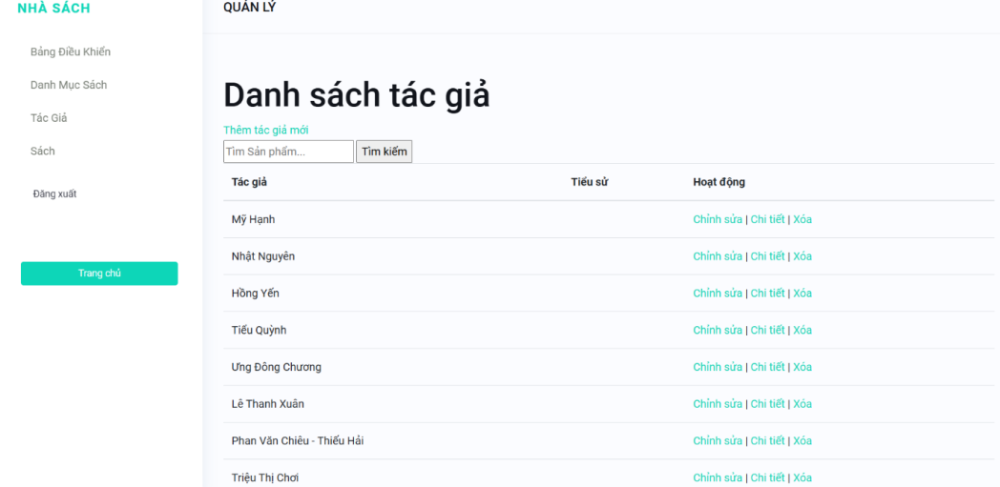 NHÀ SÁCH
Bảng Điều Khiển
Danh Mục Sách
Tác Giả
Sách
Đăng xuất
Trang chủ
QUẢN LÝ
Danh sách tác giả
Thêm tác giả mới
Tìm Sản phẩm... Tìm kiếm
Tác giả Tiểu sử Hoạt động
Mỹ Hạnh Chỉnh sửa | Chi tiết | Xóa
Nhật Nguyên Chỉnh sửa | Chi tiết | Xóa
Hồng Yến Chỉnh sửa | Chi tiết | Xóa
Tiểu Quỳnh Chỉnh sửa | Chi tiết | Xóa
Ưng Đông Chương Chỉnh sửa | Chi tiết | Xóa
Lê Thanh Xuân Chỉnh sửa | Chi tiết | Xóa
Phan Văn Chiêu - Thiếu Hải Chỉnh sửa | Chi tiết | Xóa
Triệu Thị Chơi Chỉnh sửa | Chi tiết | Xóa